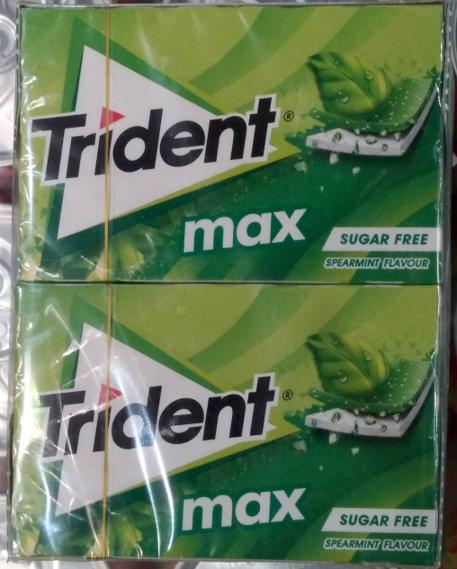 Trident®
max
SUGAR FREE
SPEARMINT FLAVOUR
Trident®
max
SUGAR FREE
SPEARMINT FLAVOUR